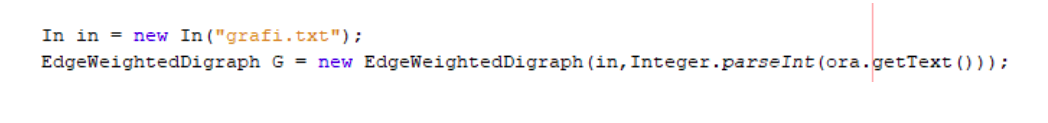 In in = new In("grafi.txt");
EdgeWeightedDigraph G = new EdgeWeightedDigraph(in,Integer.parseInt(ora.getText()));